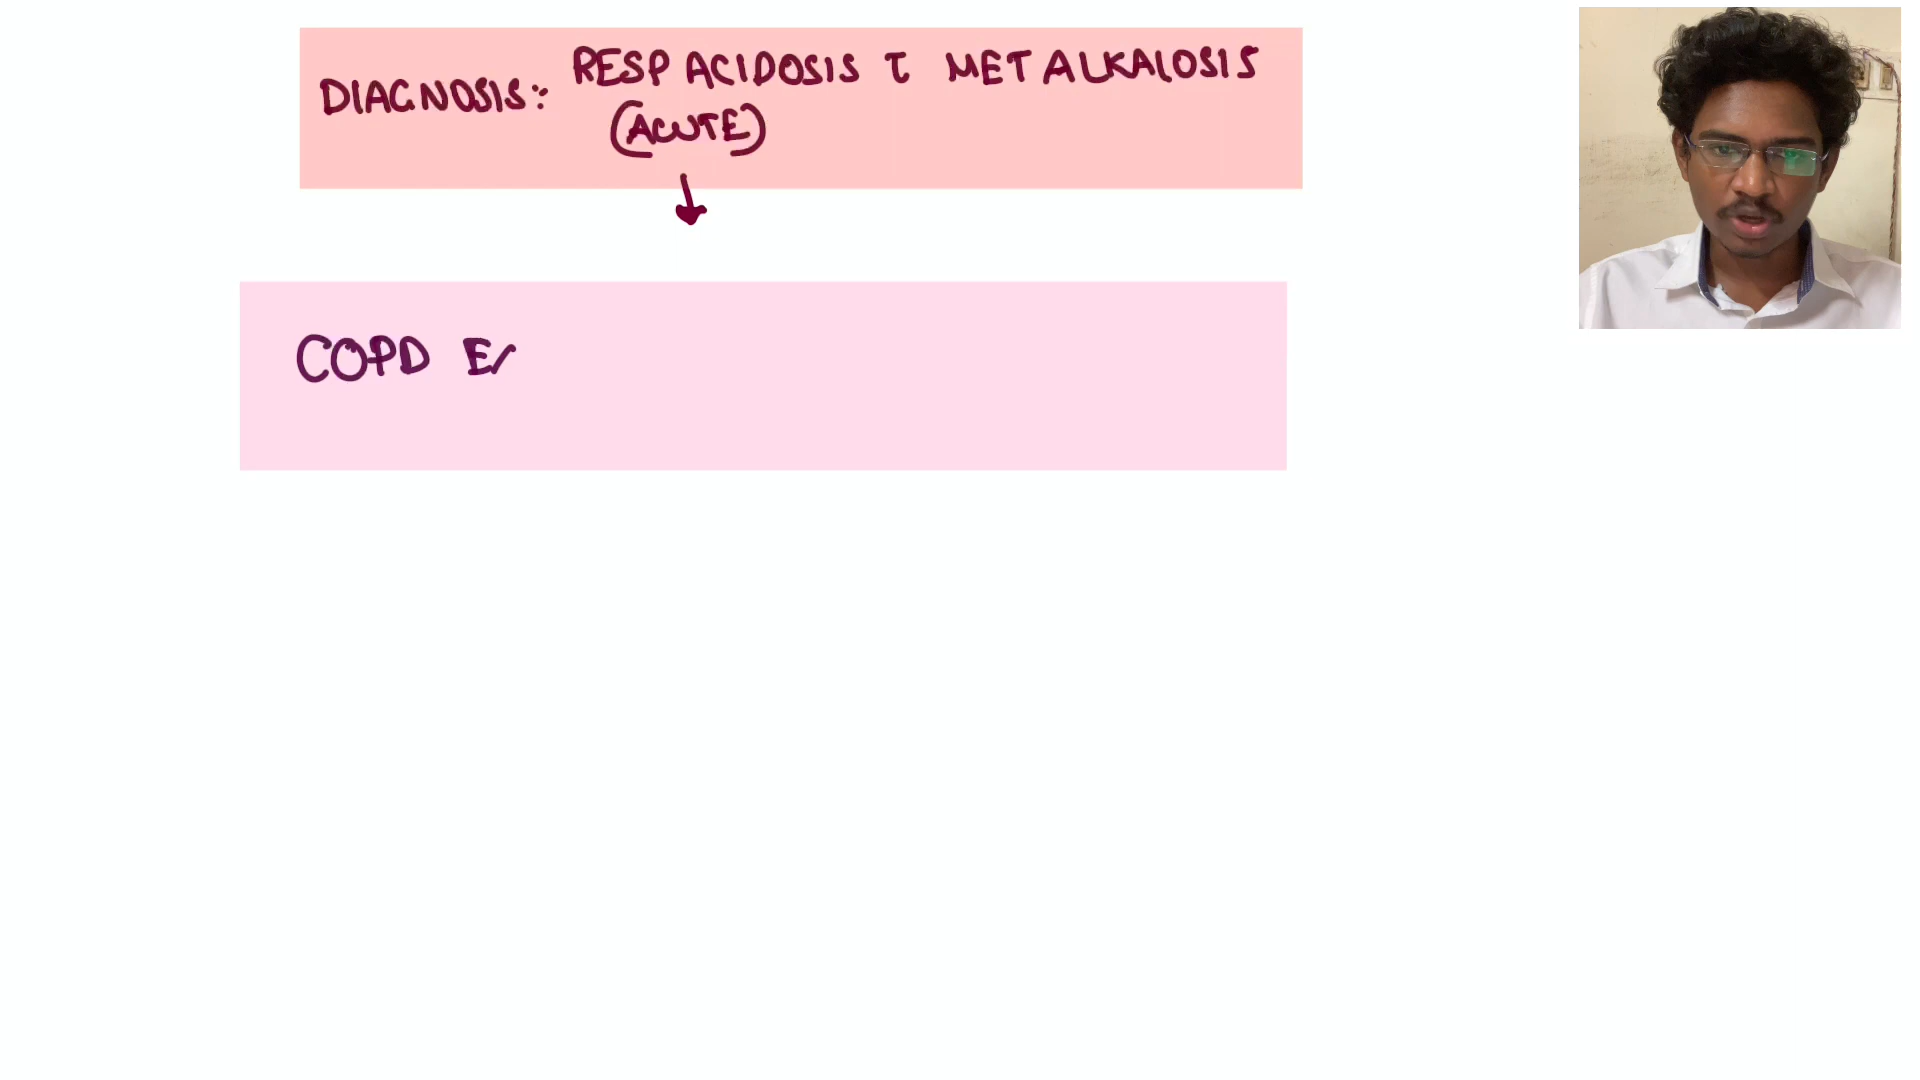 DIAGNOSIS:- RESP ACIDOSIS c̄ MET ALKALOSIS
(ACUTE)
COPD E